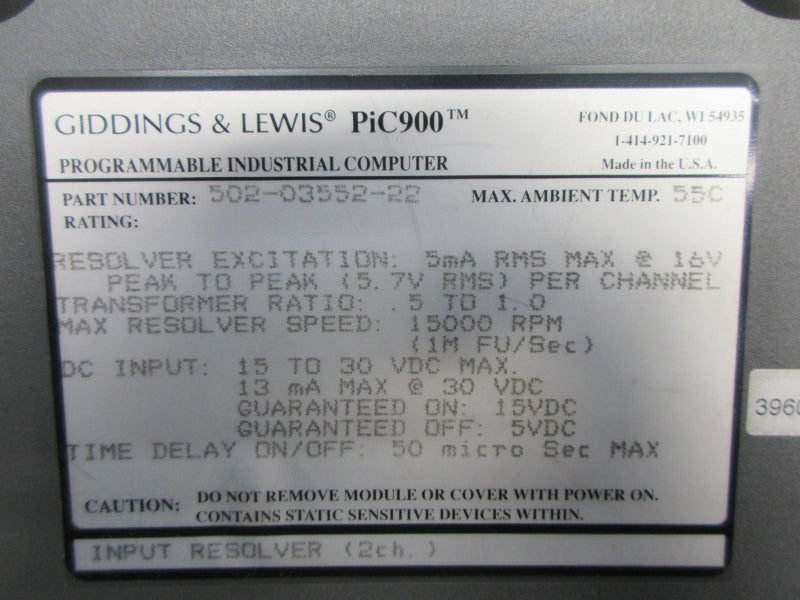 GIDDINGS & LEWIS® PiC900™
FOND DU LAC, WI 54935
1-414-921-7100
PROGRAMMABLE INDUSTRIAL COMPUTER
Made in the U.S.A.
PART NUMBER: 502-03552-22 MAX. AMBIENT TEMP. 55C
RATING:
RESOLVER EXCITATION: 5mA RMS MAX @ 16V
PEAK TO PEAK (5.7V RMS) PER CHANNEL
TRANSFORMER RATIO: .5 TO 1.0
MAX RESOLVER SPEED: 15000 RPM
(1M FU/Sec)
DC INPUT: 15 TO 30 VDC MAX.
13 mA MAX @ 30 VDC
GUARANTEED ON: 15VDC
GUARANTEED OFF: 5VDC
TIME DELAY ON/OFF: 50 micro Sec MAX
3960
CAUTION: DO NOT REMOVE MODULE OR COVER WITH POWER ON.
CONTAINS STATIC SENSITIVE DEVICES WITHIN.
INPUT RESOLVER (2ch.)